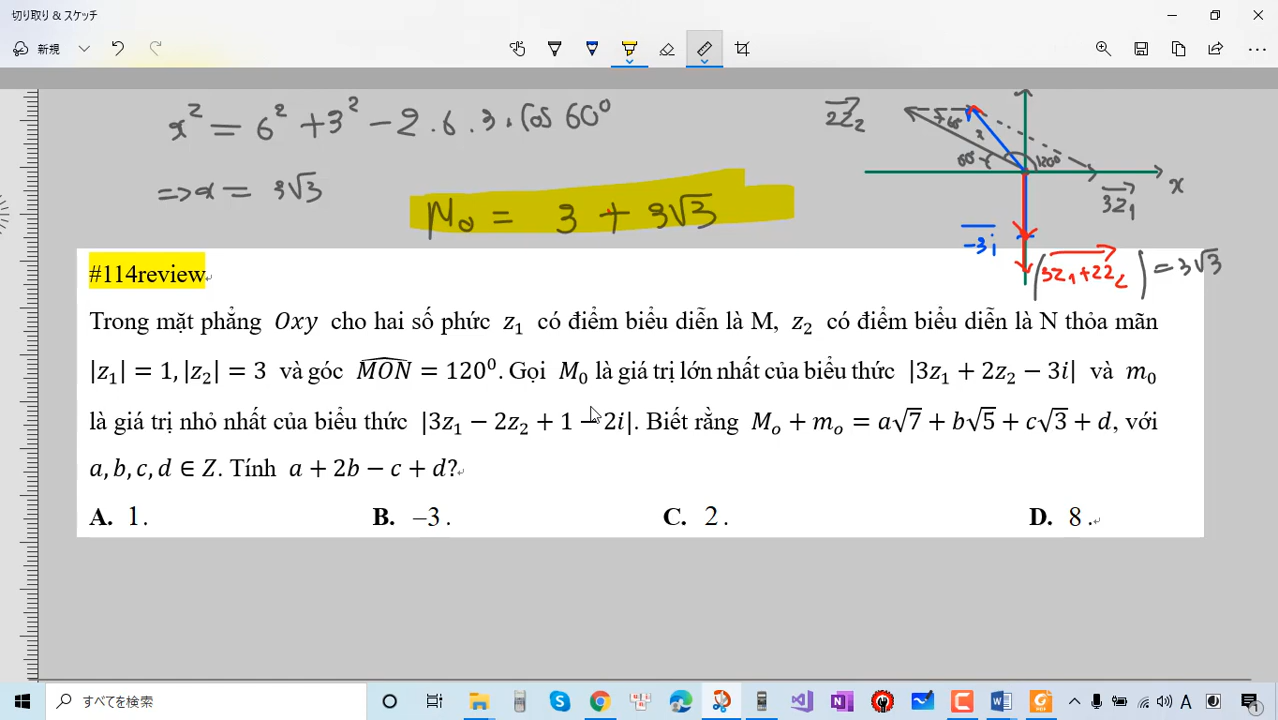 切り取り & スケッチ
新規
x² = 6² + 3² − 2 . 6 . 3 . Cos 60⁰
=> x = 3√3
M₀ = 3 + 3√3
2Z₂
60°
x
60°
120°
x
3Z₁
−3i
|3Z₁+2Z₂| = 3√3
#114review
Trong mặt phẳng Oxy cho hai số phức z₁ có điểm biểu diễn là M, z₂ có điểm biểu diễn là N thỏa mãn
|z₁| = 1, |z₂| = 3 và góc MON = 120⁰. Gọi M₀ là giá trị lớn nhất của biểu thức |3z₁ + 2z₂ − 3i| và m₀
là giá trị nhỏ nhất của biểu thức |3z₁ − 2z₂ + 1 − 2i|. Biết rằng Mₒ + mₒ = a√7 + b√5 + c√3 + d, với
a, b, c, d ∈ Z. Tính a + 2b − c + d?
A. 1. B. −3 . C. 2 . D. 8 .
すべてを検索
A